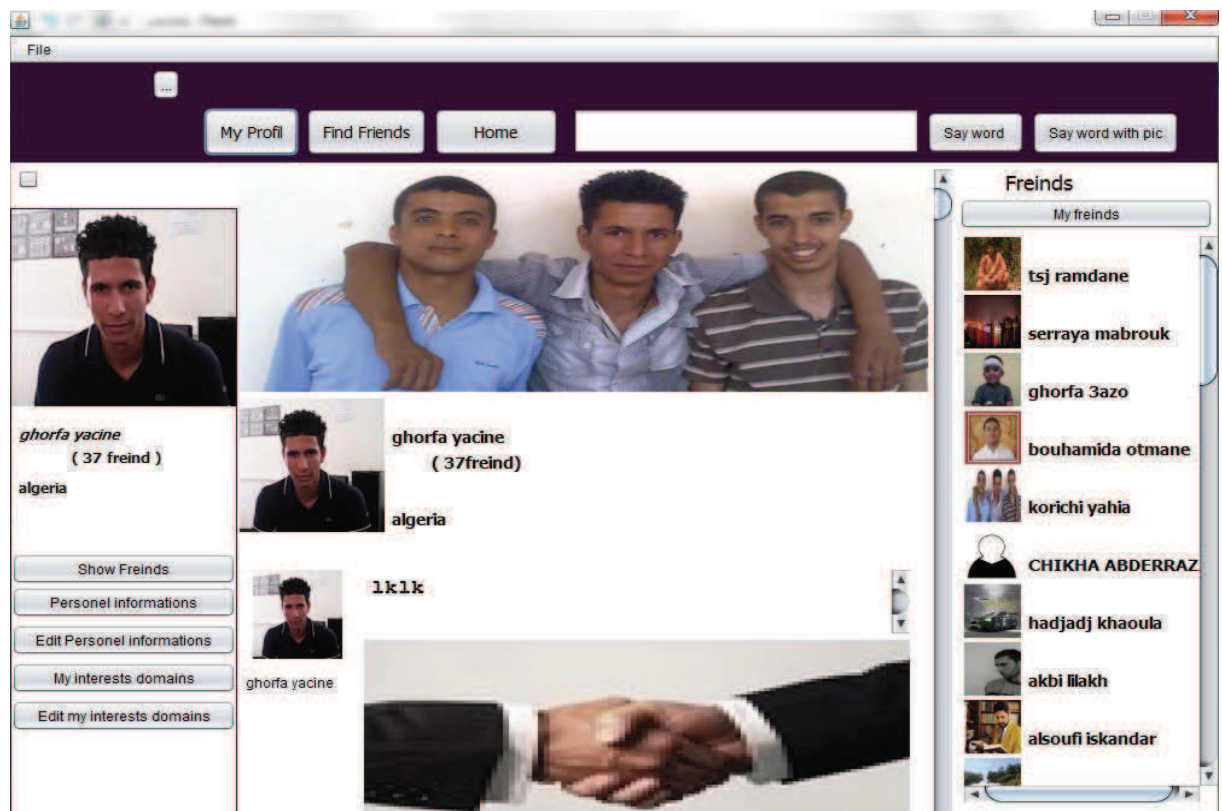 File
...
My Profil
Find Friends
Home
Say word
Say word with pic
Freinds
My freinds
ghorfa yacine
( 37 freind )
algeria
Show Freinds
Personel informations
Edit Personel informations
My interests domains
Edit my interests domains
ghorfa yacine
( 37freind)
algeria
lklk
ghorfa yacine
tsj ramdane
serraya mabrouk
ghorfa 3azo
bouhamida otmane
korichi yahia
CHIKHA ABDERRAZ
hadjadj khaoula
akbi lilakh
alsoufi iskandar